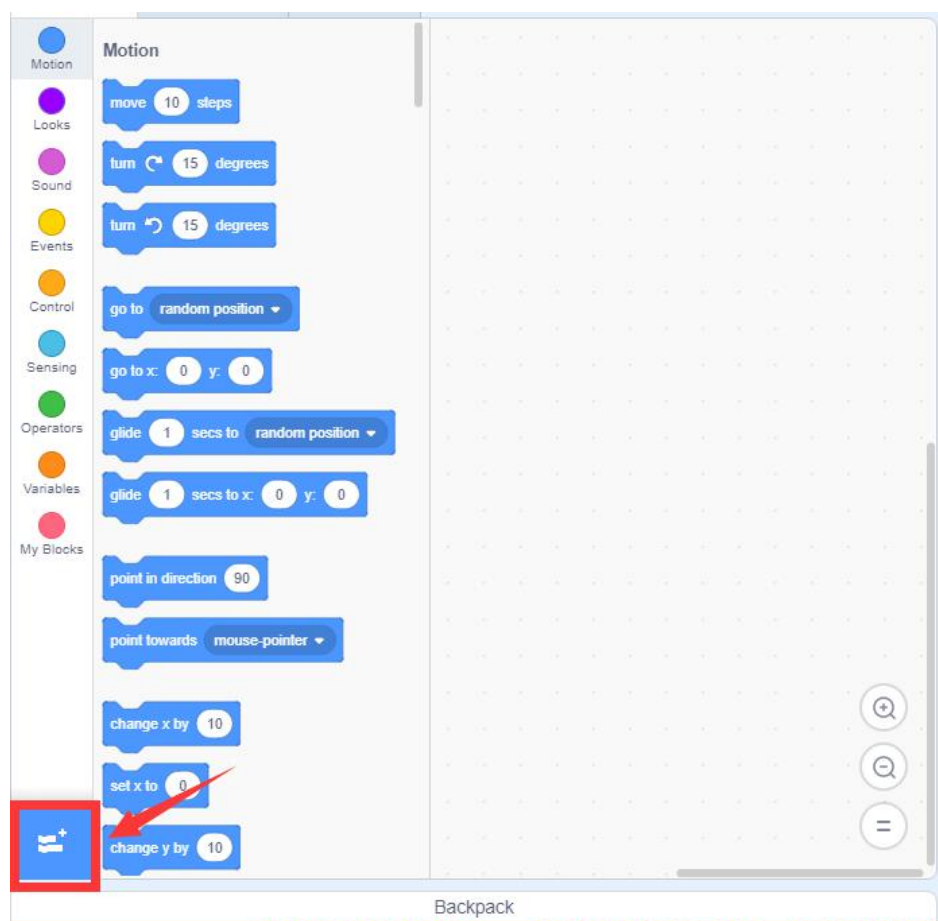 Motion
Looks
Sound
Events
Control
Sensing
Operators
Variables
My Blocks
Motion
move 10 steps
turn 15 degrees
turn 15 degrees
go to random position
go to x: 0 y: 0
glide 1 secs to random position
glide 1 secs to x: 0 y: 0
point in direction 90
point towards mouse-pointer
change x by 10
set x to 0
change y by 10
Backpack